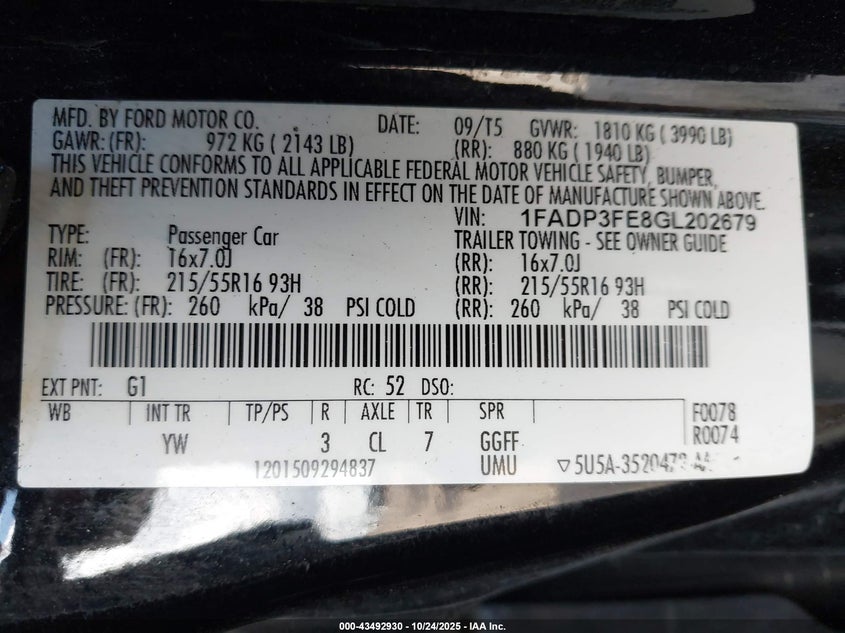 MFD. BY FORD MOTOR CO. DATE: 09/15 GVWR: 1810 KG ( 3990 LB)
GAWR: (FR): 972 KG ( 2143 LB) (RR): 880 KG ( 1940 LB)
THIS VEHICLE CONFORMS TO ALL APPLICABLE FEDERAL MOTOR VEHICLE SAFETY, BUMPER,
AND THEFT PREVENTION STANDARDS IN EFFECT ON THE DATE OF MANUFACTURE SHOWN ABOVE.
VIN: 1FADP3FE8GL202679
TYPE: Passenger Car TRAILER TOWING - SEE OWNER GUIDE
RIM: (FR): 16x7.0J (RR): 16x7.0J
TIRE: (FR): 215/55R16 93H (RR): 215/55R16 93H
PRESSURE: (FR): 260 kPa/ 38 PSI COLD (RR): 260 kPa/ 38 PSI COLD
EXT PNT: G1 RC: 52 DSO:
WB INT TR TP/PS R AXLE TR SPR F0078
YW 3 CL 7 GGFF R0074
1201509294837 UMU ▽5U5A-3520472-
000-43492930 - 10/24/2025 - IAA Inc.